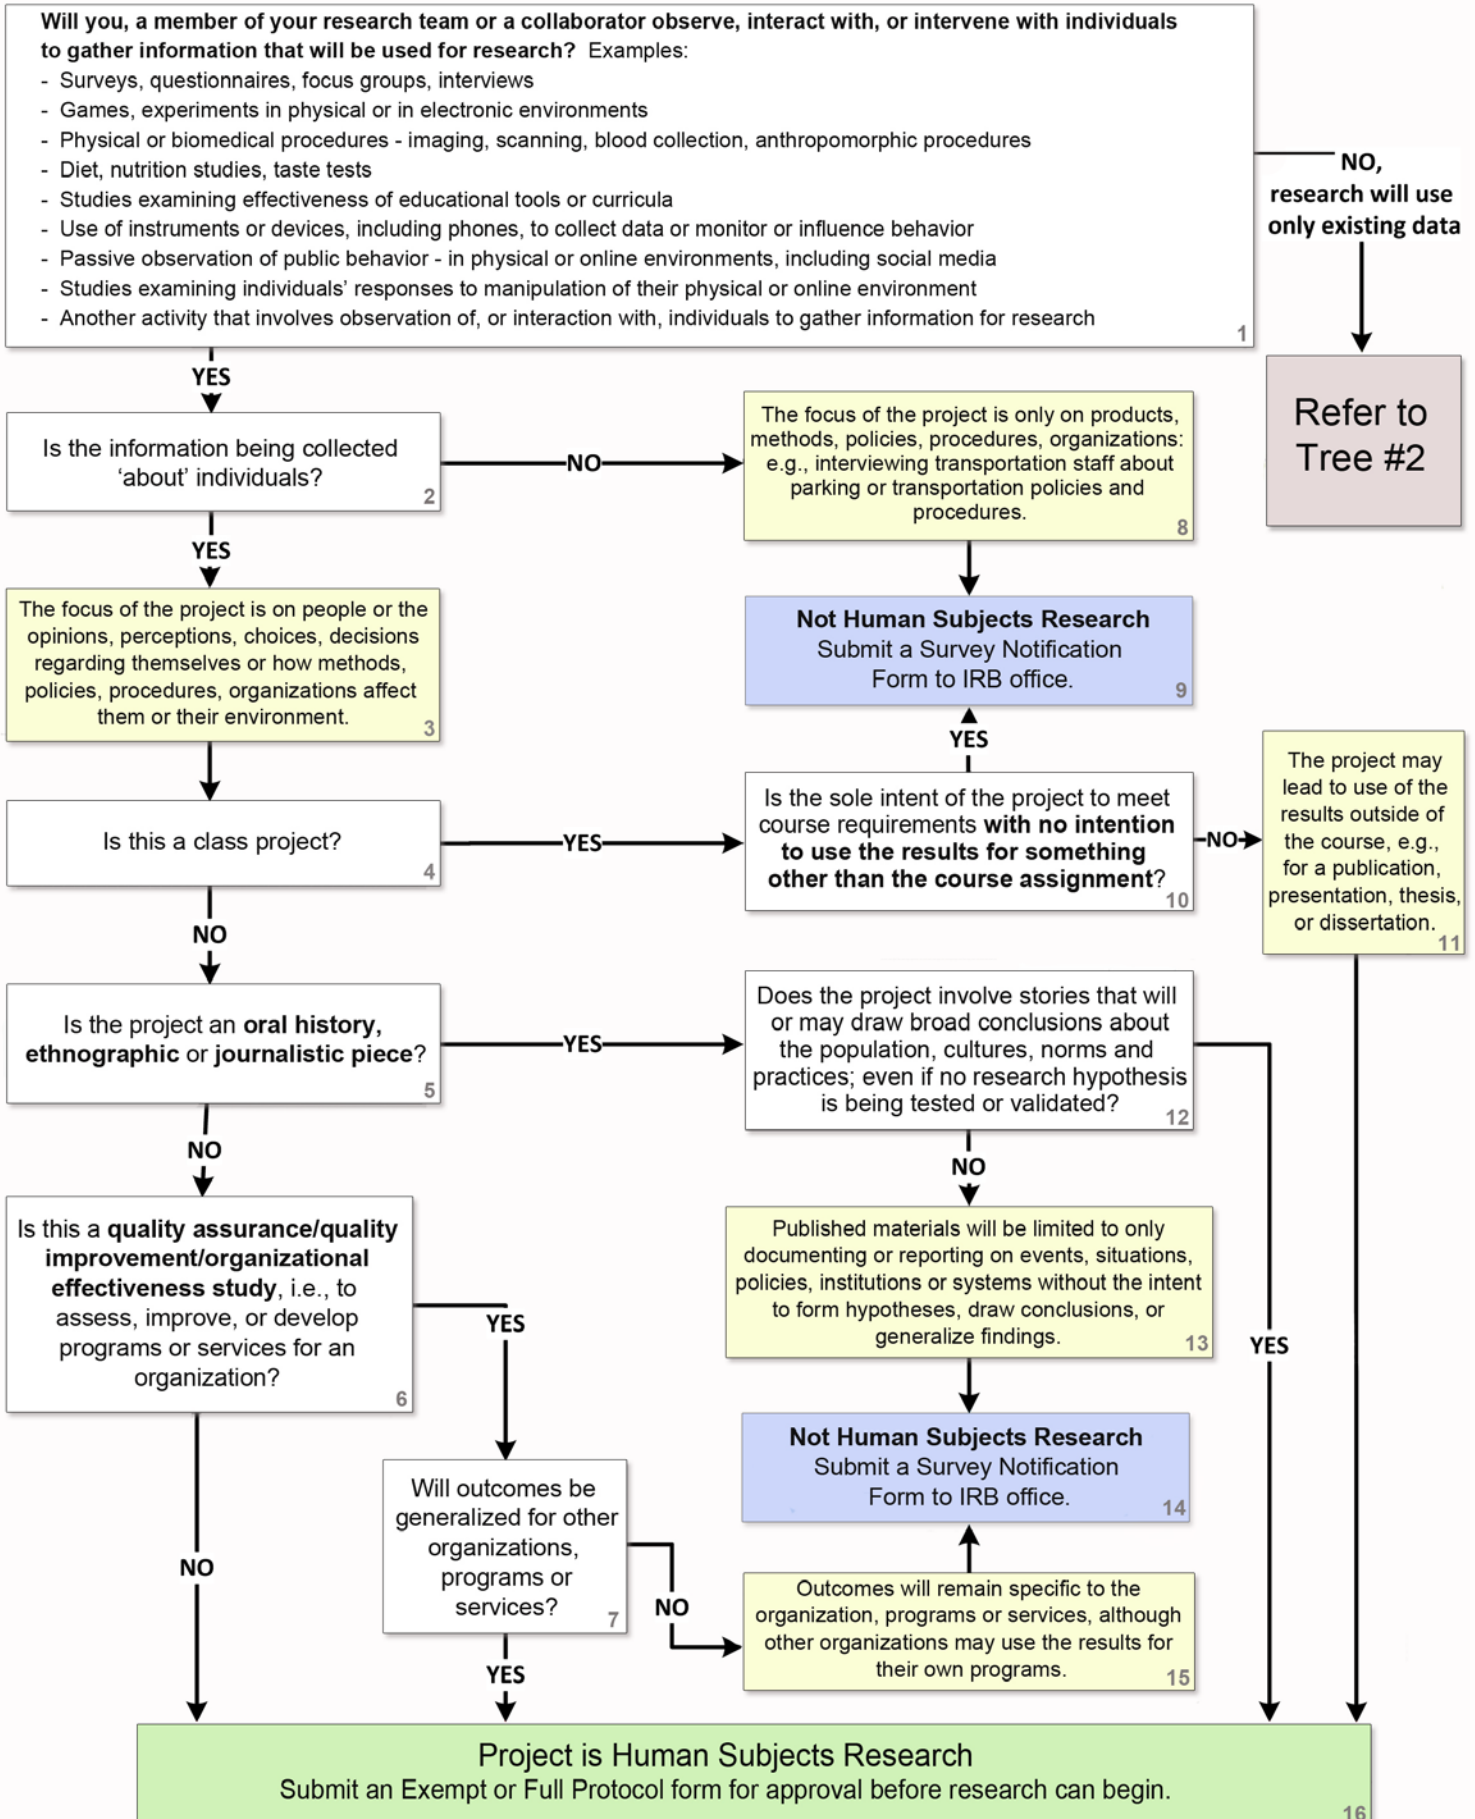 Will you, a member of your research team or a collaborator observe, interact with, or intervene with individuals
to gather information that will be used for research? Examples:
- Surveys, questionnaires, focus groups, interviews
- Games, experiments in physical or in electronic environments
- Physical or biomedical procedures - imaging, scanning, blood collection, anthropomorphic procedures
- Diet, nutrition studies, taste tests
- Studies examining effectiveness of educational tools or curricula
- Use of instruments or devices, including phones, to collect data or monitor or influence behavior
- Passive observation of public behavior - in physical or online environments, including social media
- Studies examining individuals' responses to manipulation of their physical or online environment
- Another activity that involves observation of, or interaction with, individuals to gather information for research
1
NO,
research will use
only existing data
Refer to
Tree #2
YES
Is the information being collected
'about' individuals?
2
NO
The focus of the project is only on products,
methods, policies, procedures, organizations:
e.g., interviewing transportation staff about
parking or transportation policies and
procedures.
8
YES
The focus of the project is on people or the
opinions, perceptions, choices, decisions
regarding themselves or how methods,
policies, procedures, organizations affect
them or their environment.
3
Not Human Subjects Research
Submit a Survey Notification
Form to IRB office.
9
YES
Is this a class project?
4
YES
Is the sole intent of the project to meet
course requirements with no intention
to use the results for something
other than the course assignment?
10
NO
The project may
lead to use of the
results outside of
the course, e.g.,
for a publication,
presentation, thesis,
or dissertation.
11
NO
Is the project an oral history,
ethnographic or journalistic piece?
5
YES
Does the project involve stories that will
or may draw broad conclusions about
the population, cultures, norms and
practices; even if no research hypothesis
is being tested or validated?
12
NO
NO
YES
Is this a quality assurance/quality
improvement/organizational
effectiveness study, i.e., to
assess, improve, or develop
programs or services for an
organization?
6
YES
Published materials will be limited to only
documenting or reporting on events, situations,
policies, institutions or systems without the intent
to form hypotheses, draw conclusions, or
generalize findings.
13
Not Human Subjects Research
Submit a Survey Notification
Form to IRB office.
14
NO
Will outcomes be
generalized for other
organizations,
programs or
services?
7
NO
Outcomes will remain specific to the
organization, programs or services, although
other organizations may use the results for
their own programs.
15
YES
Project is Human Subjects Research
Submit an Exempt or Full Protocol form for approval before research can begin.
16